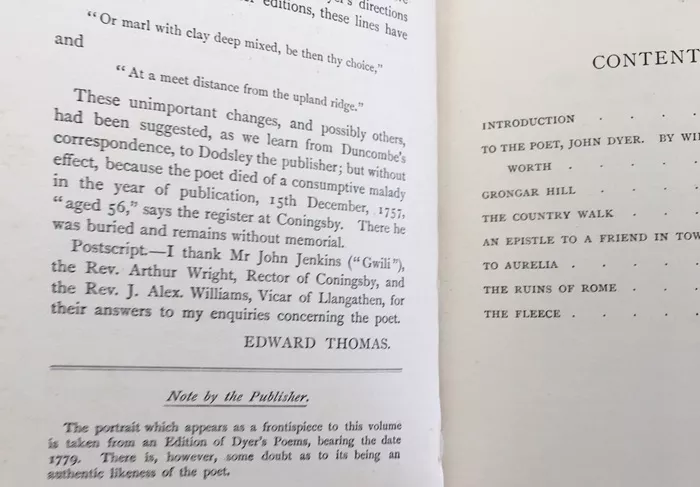 er's directions
editions, these lines have
"Or marl with clay deep mixed, be then thy choice,"
and
"At a meet distance from the upland ridge."
These unimportant changes, and possibly others,
had been suggested, as we learn from Duncombe's
correspondence, to Dodsley the publisher; but without
effect, because the poet died of a consumptive malady
in the year of publication, 15th December, 1757,
"aged 56," says the register at Coningsby. There he
was buried and remains without memorial.
Postscript.—I thank Mr John Jenkins ("Gwili"),
the Rev. Arthur Wright, Rector of Coningsby, and
the Rev. J. Alex. Williams, Vicar of Llangathen, for
their answers to my enquiries concerning the poet.
EDWARD THOMAS.
Note by the Publisher.
The portrait which appears as a frontispiece to this volume
is taken from an Edition of Dyer's Poems, bearing the date
1779. There is, however, some doubt as to its being an
authentic likeness of the poet.
CONTENT
INTRODUCTION . . . .
TO THE POET, JOHN DYER. BY WI
WORTH . . . .
GRONGAR HILL . . . .
THE COUNTRY WALK . . .
AN EPISTLE TO A FRIEND IN TOW
TO AURELIA . . . .
THE RUINS OF ROME . . .
THE FLEECE . . . .